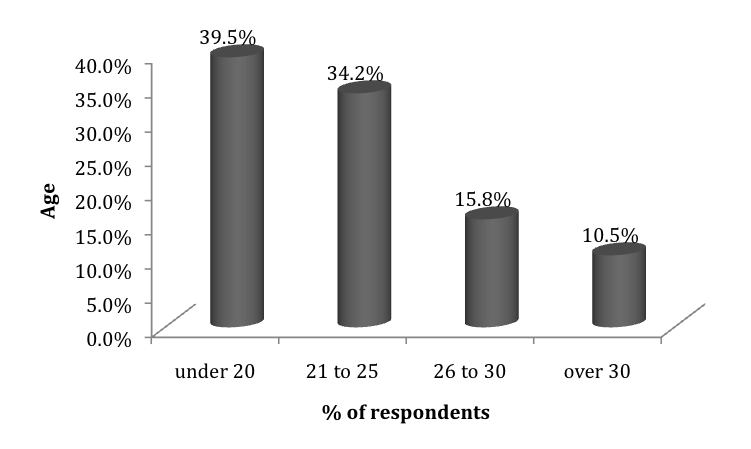 39.5%
34.2%
15.8%
10.5%
40.0%
35.0%
30.0%
25.0%
20.0%
15.0%
10.0%
5.0%
0.0%
Age
under 20
21 to 25
26 to 30
over 30
% of respondents